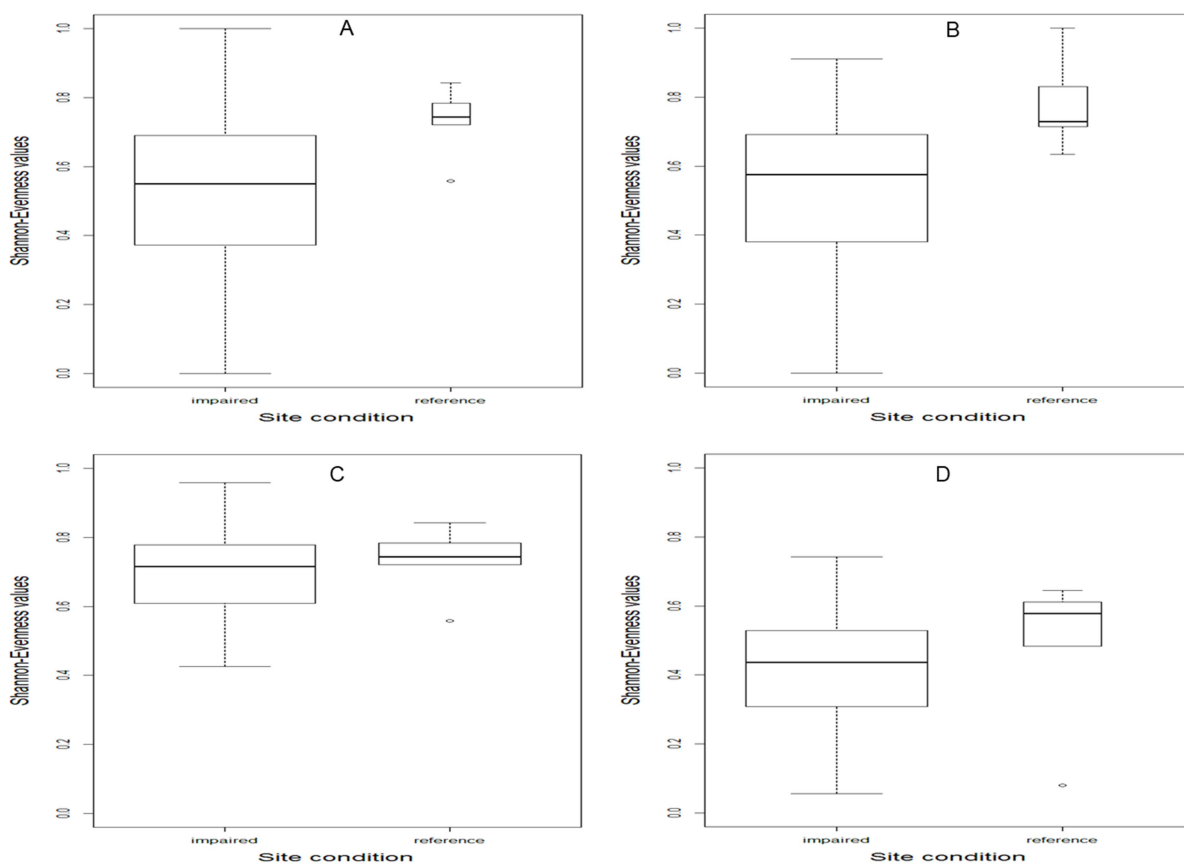 A
Shannon-Evenness values
1.0
0.8
0.6
0.4
0.2
0.0
impaired
reference
Site condition
B
Shannon-Evenness values
1.0
0.8
0.6
0.4
0.2
0.0
impaired
reference
Site condition
C
Shannon-Evenness values
1.0
0.8
0.6
0.4
0.2
0.0
impaired
reference
Site condition
D
Shannon-Evenness values
1.0
0.8
0.6
0.4
0.2
0.0
impaired
reference
Site condition